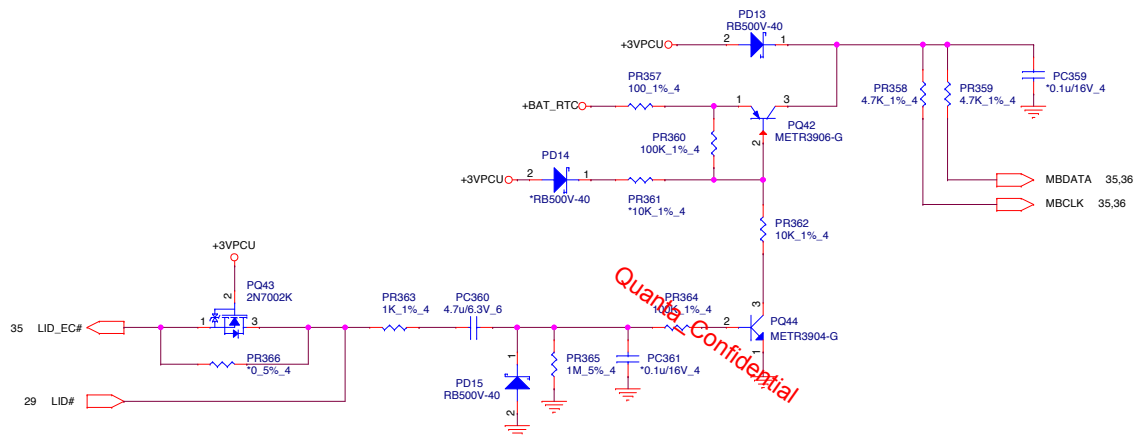 PD13
RB500V-40
+3VPCU
2
1
PR357
100_1%_4
+BAT_RTC
1
3
PQ42
METR3906-G
2
PR358
4.7K_1%_4
PR359
4.7K_1%_4
PC359
*0.1u/16V_4
PR360
100K_1%_4
PD14
+3VPCU
2
1
*RB500V-40
PR361
*10K_1%_4
MBDATA 35,36
MBCLK 35,36
PR362
10K_1%_4
+3VPCU
PQ43
2N7002K
2
1
3
35 LID_EC#
PR363
1K_1%_4
PC360
4.7u/6.3V_6
PR364
100K_1%_4
2
3
1
PQ44
METR3904-G
PR366
*0_5%_4
29 LID#
1
PD15
RB500V-40
2
PR365
1M_5%_4
PC361
*0.1u/16V_4
Quanta Confidential